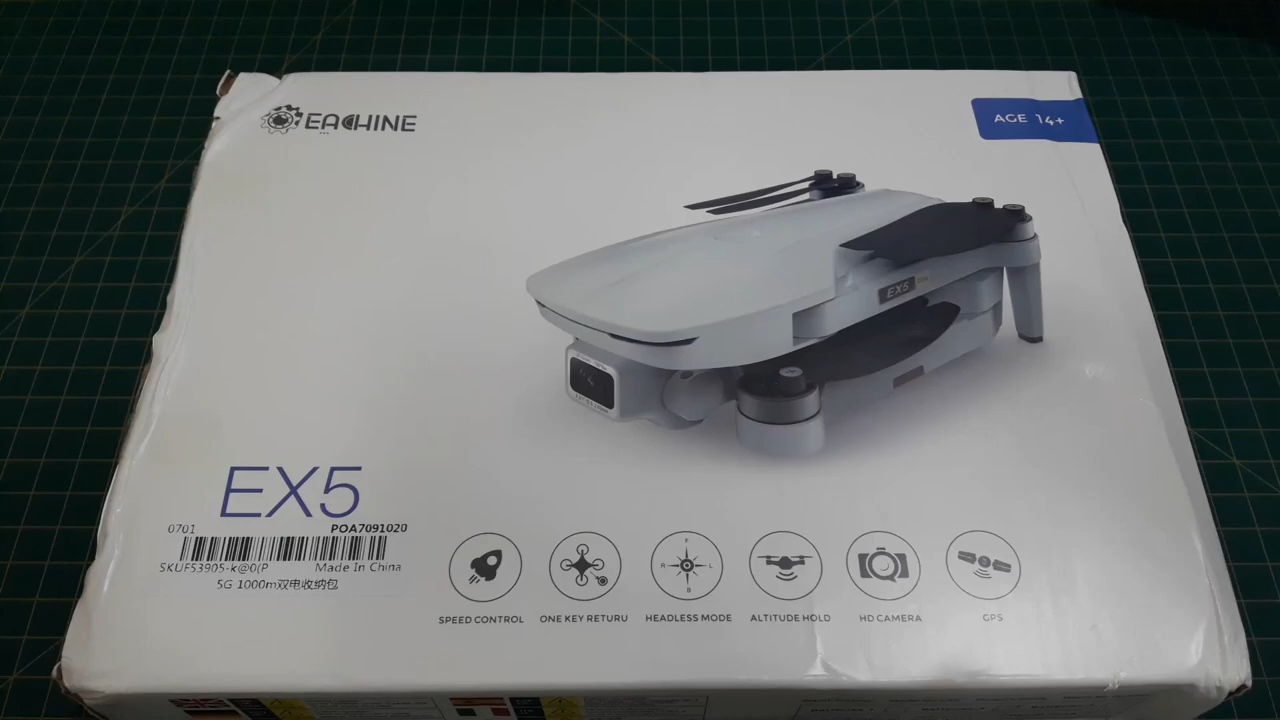 EACHINE
AGE 14+
EX5
EX5
0701 POA7091020
SKUF53905-k@0(P Made In China
5G 1000m双电收纳包
SPEED CONTROL
ONE KEY RETURU
HEADLESS MODE
ALTITUDE HOLD
HD CAMERA
GPS